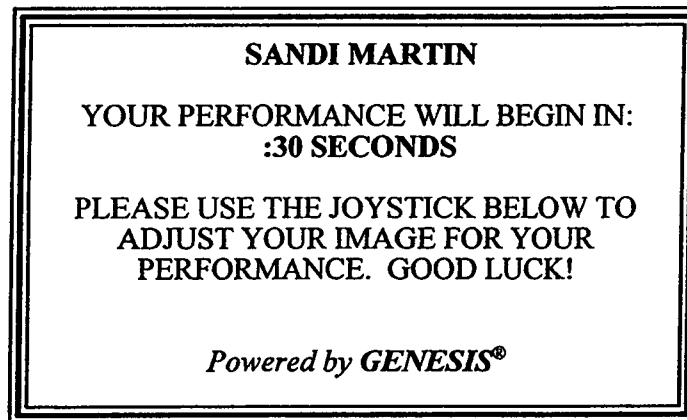 SANDI MARTIN
YOUR PERFORMANCE WILL BEGIN IN:
:30 SECONDS
PLEASE USE THE JOYSTICK BELOW TO
ADJUST YOUR IMAGE FOR YOUR
PERFORMANCE. GOOD LUCK!
Powered by GENESIS®